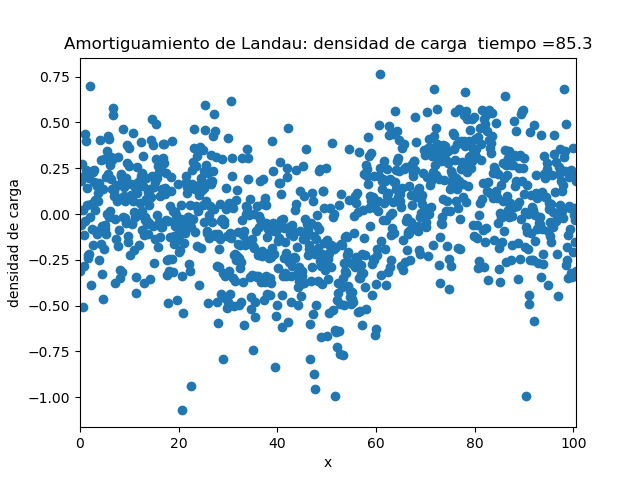 Amortiguamiento de Landau: densidad de carga  tiempo =85.3
densidad de carga
0.75
0.50
0.25
0.00
−0.25
−0.50
−0.75
−1.00
0 20 40 60 80 100
x